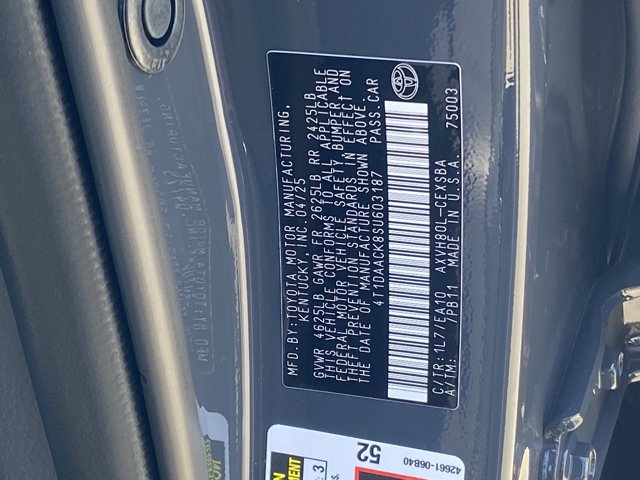 MFD.BY:TOYOTA MOTOR MANUFACTURING,
KENTUCKY, INC. 04/25
GVWR 4625LB GAWR FR 2625LB RR 2425LB
THIS VEHICLE CONFORMS TO ALL APPLICABLE
FEDERAL MOTOR VEHICLE SAFETY BUMPER, AND
THEFT PREVENTION STANDARDS IN EFFECT ON
THE DATE OF MANUFACTURE SHOWN ABOVE.
4T1DAACK8SU603187 PASS.CAR
C/TR:1L7/EA10 AXVH80L-CEXSBA
A/TM: /PB11 MADE IN U.S.A. 75003
52
42661-06B40
3